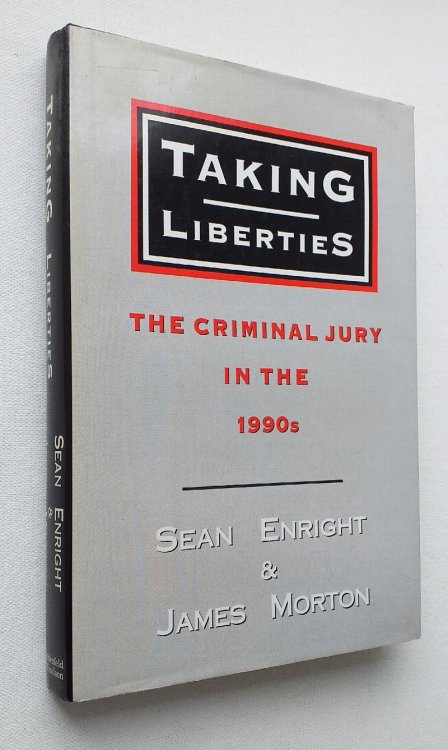 TAKING
LIBERTIES
THE CRIMINAL JURY
IN THE
1990s
SEAN ENRIGHT
&
JAMES MORTON
TAKING LIBERTIES
SEAN ENRIGHT
&